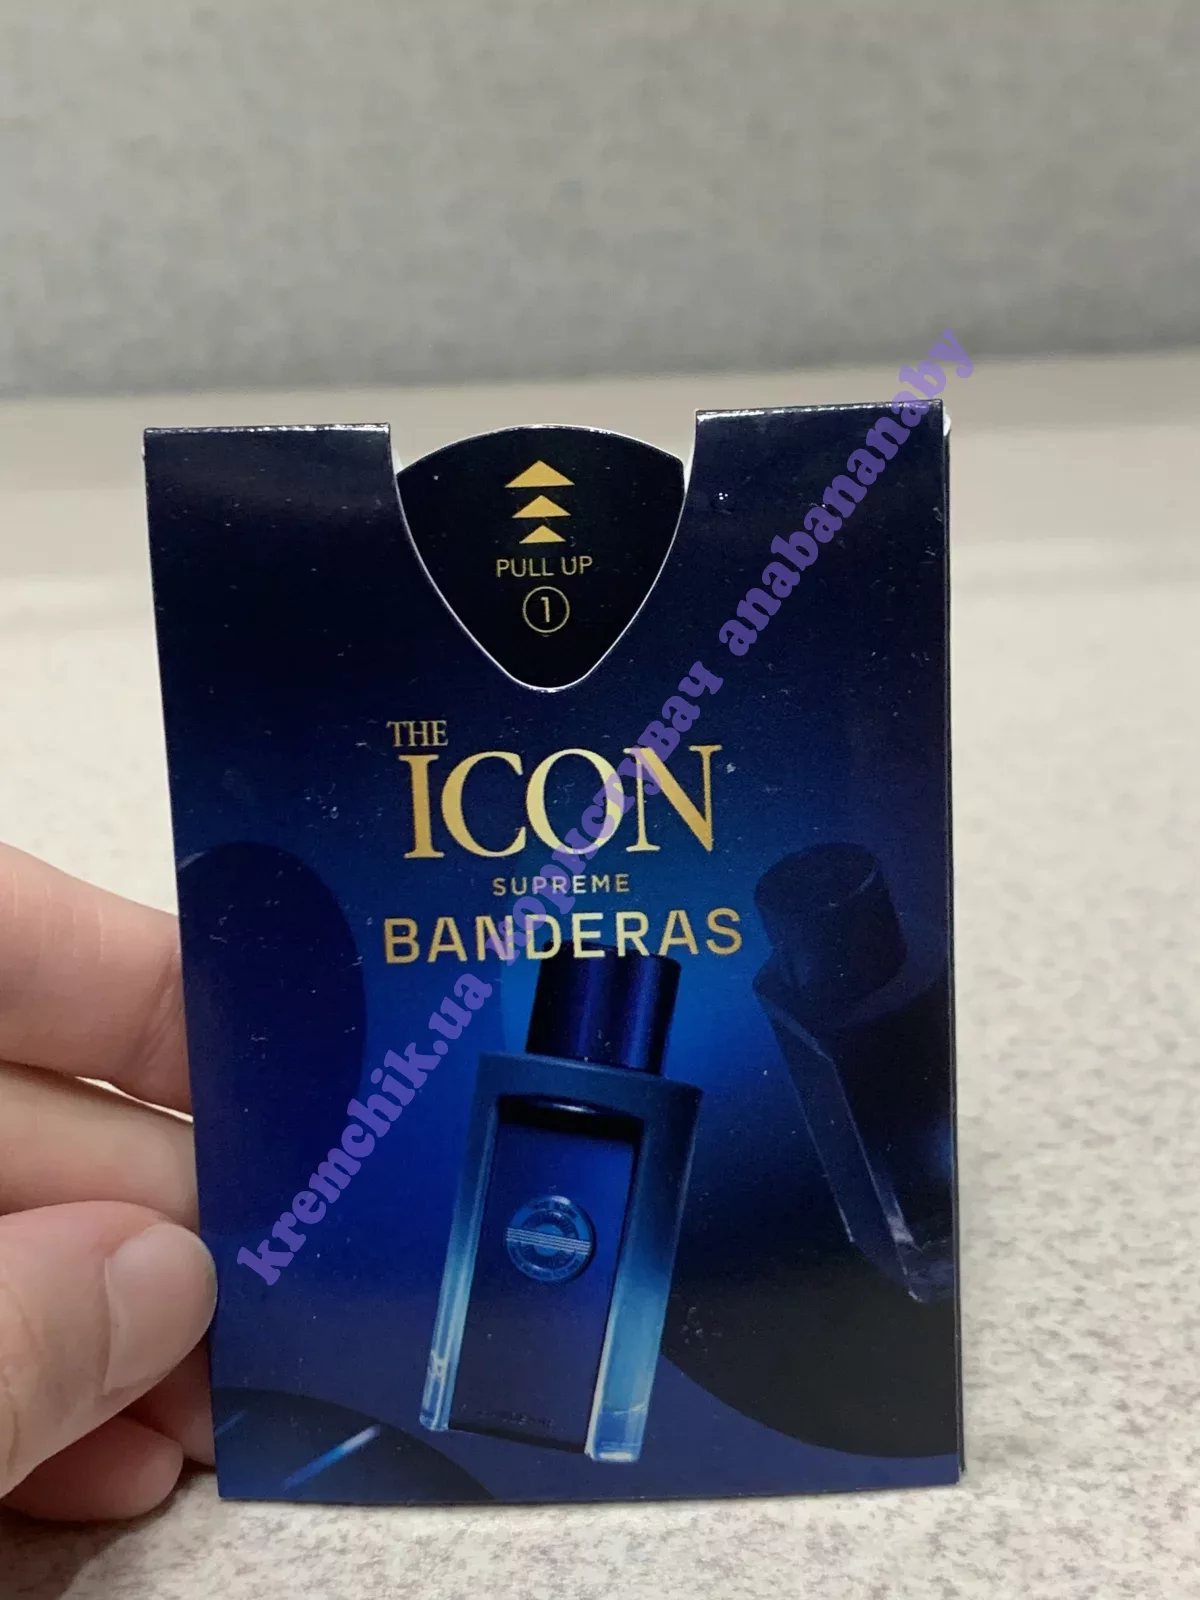 PULL UP
1
THE
ICON
SUPREME
BANDERAS
kremchik.ua користувач anabananaby